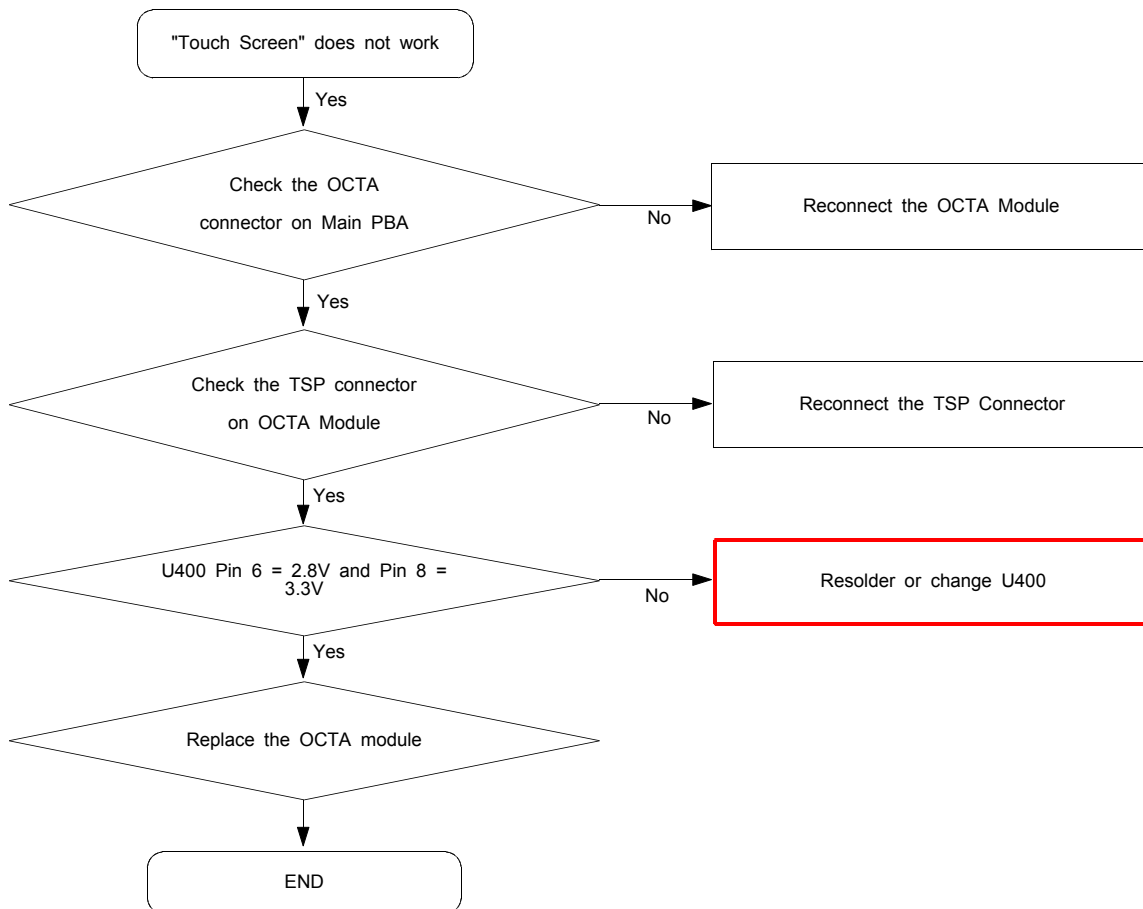 "Touch Screen" does not work
Yes
Check the OCTA
connector on Main PBA
No
Reconnect the OCTA Module
Yes
Check the TSP connector
on OCTA Module
No
Reconnect the TSP Connector
Yes
U400 Pin 6 = 2.8V and Pin 8 =
3.3V
No
Resolder or change U400
Yes
Replace the OCTA module
END